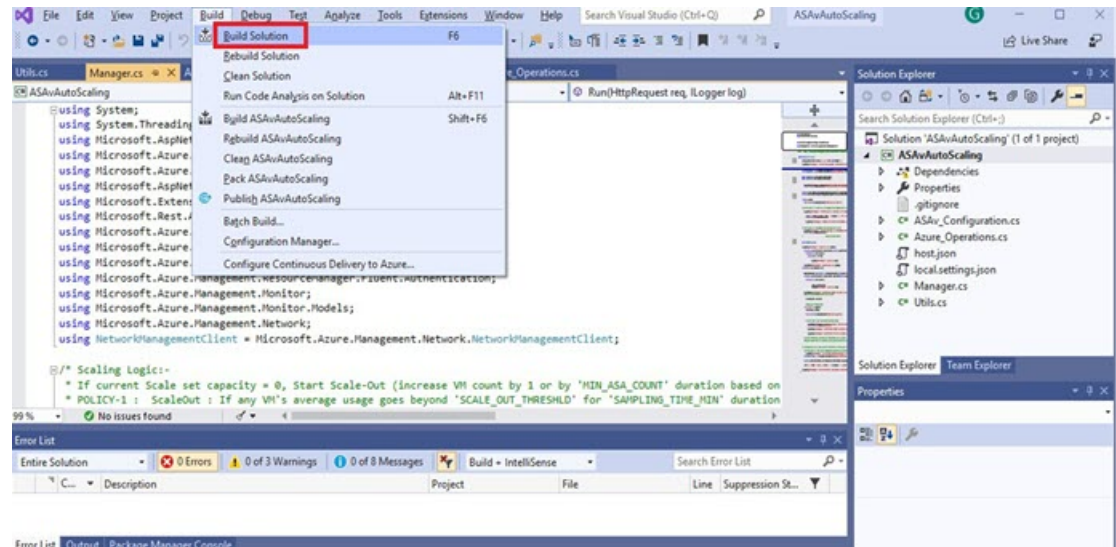 File Edit View Project Build Debug Test Analyze Tools Extensions Window Help Search Visual Studio (Ctrl+Q) ASAvAutoScaling G
Live Share
Build Solution F6
Rebuild Solution
Clean Solution
Run Code Analysis on Solution Alt+F11
Build ASAvAutoScaling Shift+F6
Rebuild ASAvAutoScaling
Clean ASAvAutoScaling
Pack ASAvAutoScaling
Publish ASAvAutoScaling
Batch Build...
Configuration Manager...
Configure Continuous Delivery to Azure...
Utils.cs Manager.cs A e_Operations.cs
ASAvAutoScaling Run(HttpRequest req, ILogger log)
using System;
using System.Threading
using Microsoft.AspNet
using Microsoft.Azure.
using Microsoft.Azure.
using Microsoft.AspNet
using Microsoft.Extens
using Microsoft.Rest.A
using Microsoft.Azure.
using Microsoft.Azure.
using Microsoft.Azure.
using Microsoft.Azure.Management.ResourceManager.Fluent.Authentication;
using Microsoft.Azure.Management.Monitor;
using Microsoft.Azure.Management.Monitor.Models;
using Microsoft.Azure.Management.Network;
using NetworkManagementClient = Microsoft.Azure.Management.Network.NetworkManagementClient;
/* Scaling Logic:-
* If current Scale set capacity = 0, Start Scale-Out (increase VM count by 1 or by 'MIN_ASA_COUNT' duration based on
* POLICY-1 : ScaleOut : If any VM's average usage goes beyond 'SCALE_OUT_THRESHLD' for 'SAMPLING_TIME_MIN' duration
99 % No issues found
Solution Explorer
Search Solution Explorer (Ctrl+;)
Solution 'ASAvAutoScaling' (1 of 1 project)
ASAvAutoScaling
Dependencies
Properties
.gitignore
ASAv_Configuration.cs
Azure_Operations.cs
host.json
local.settings.json
Manager.cs
Utils.cs
Solution Explorer Team Explorer
Properties
Error List
Entire Solution 0 Errors 0 of 3 Warnings 0 of 8 Messages Build + IntelliSense Search Error List
C... Description Project File Line Suppression St...
Error List Output Package Manager Console